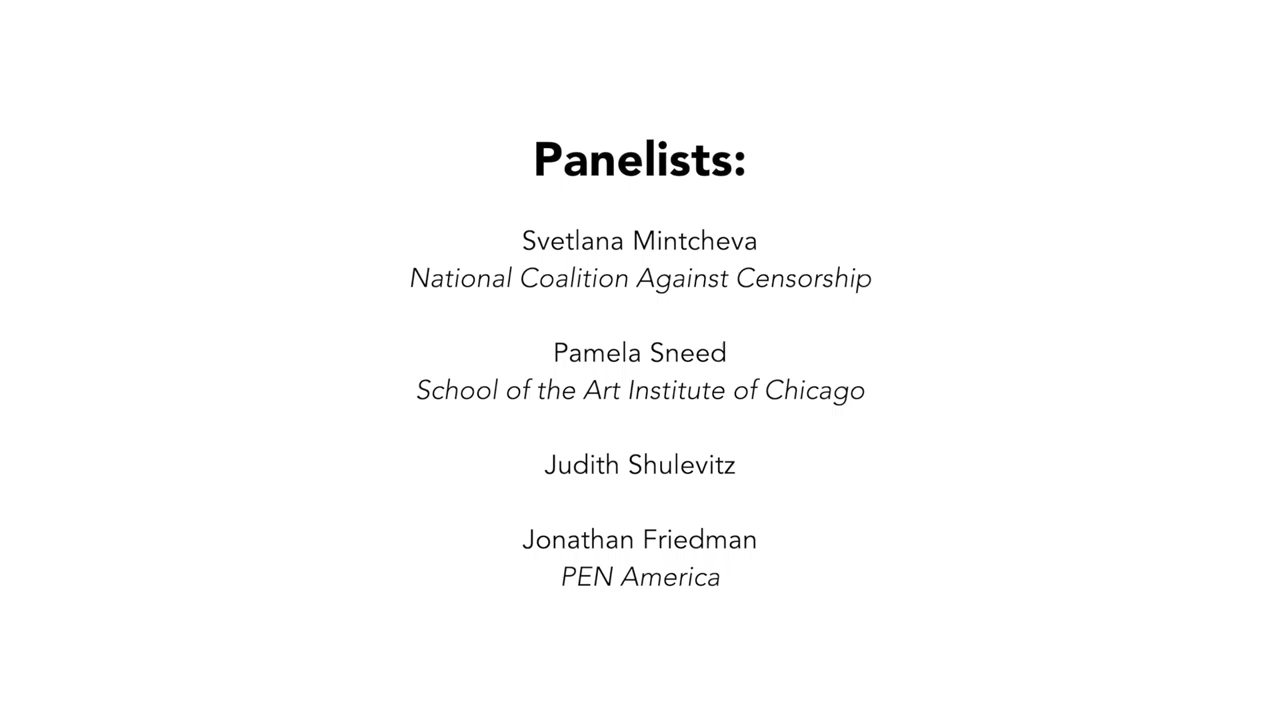 Panelists:
Svetlana Mintcheva
National Coalition Against Censorship
Pamela Sneed
School of the Art Institute of Chicago
Judith Shulevitz
Jonathan Friedman
PEN America